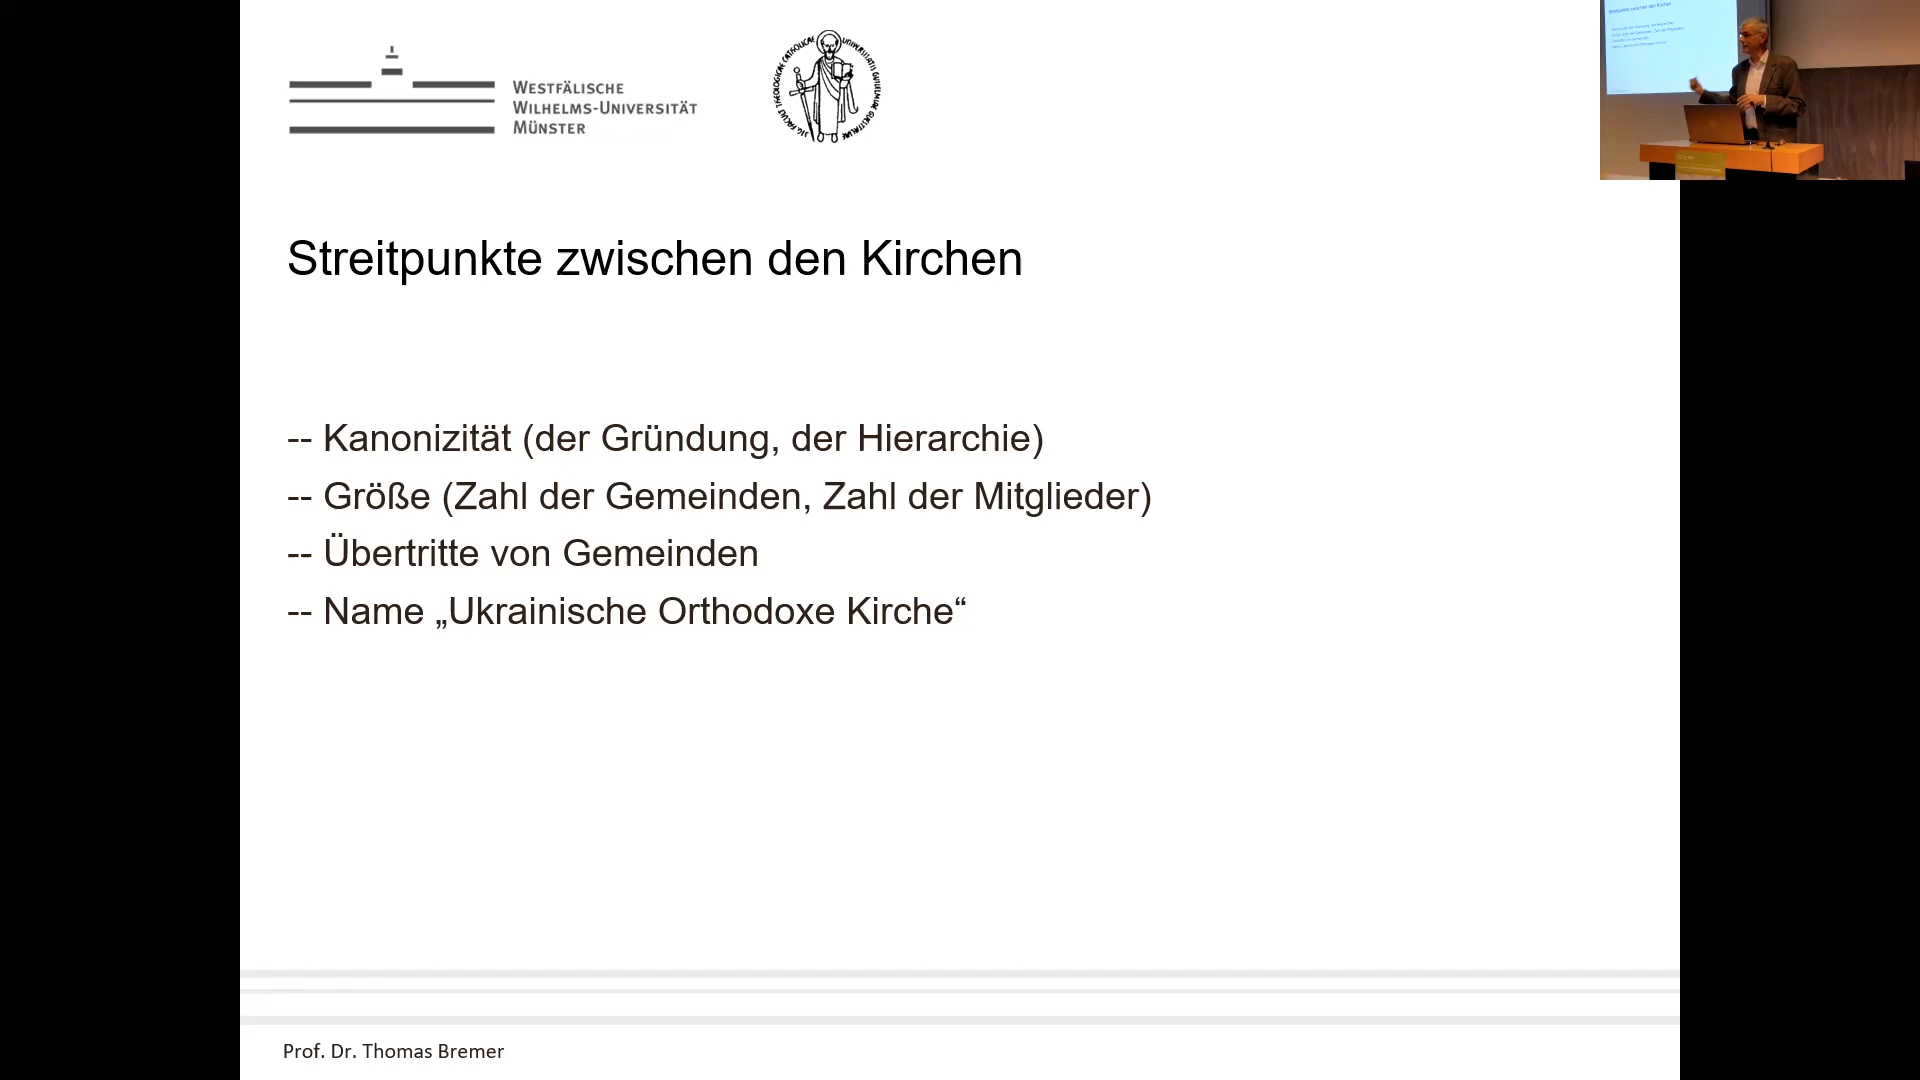 WESTFÄLISCHE
WILHELMS-UNIVERSITÄT
MÜNSTER
Streitpunkte zwischen den Kirchen
-- Kanonizität (der Gründung, der Hierarchie)
-- Größe (Zahl der Gemeinden, Zahl der Mitglieder)
-- Übertritte von Gemeinden
-- Name „Ukrainische Orthodoxe Kirche“
Prof. Dr. Thomas Bremer